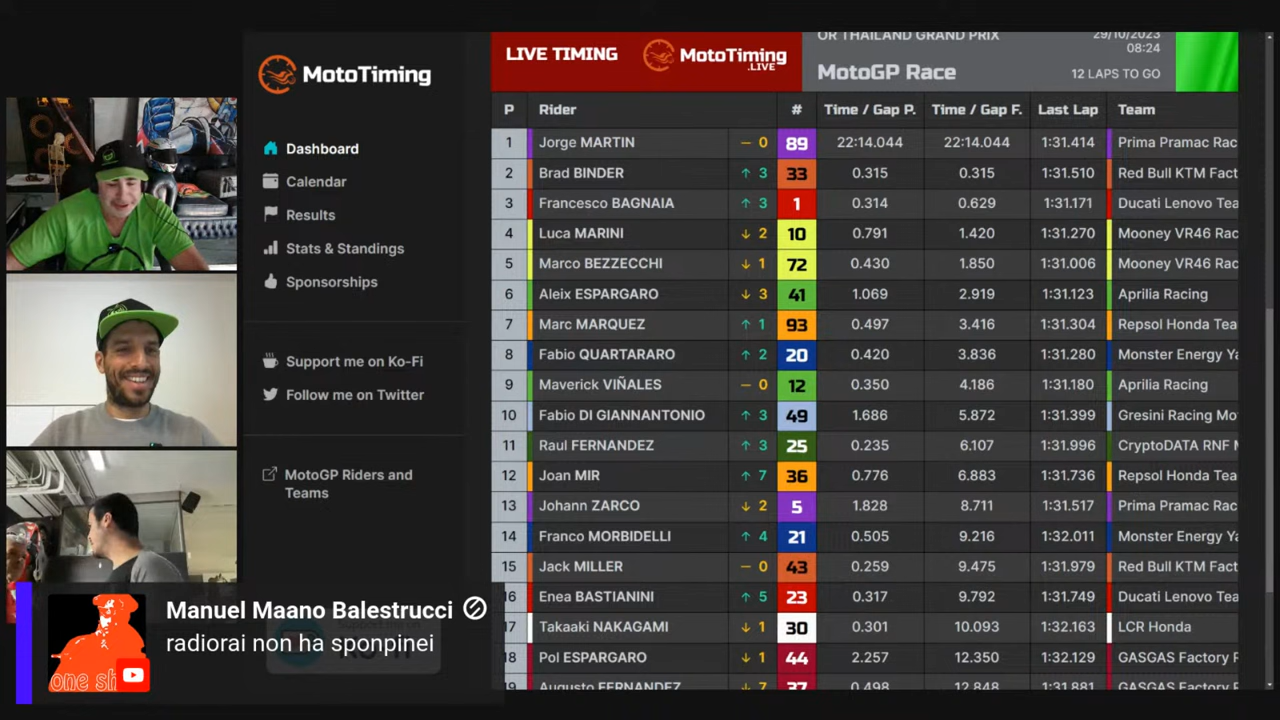 MotoTiming
Dashboard
Calendar
Results
Stats & Standings
Sponsorships
Support me on Ko-Fi
Follow me on Twitter
MotoGP Riders and
Teams
LIVE TIMING
MotoTiming
.LIVE
OR THAILAND GRAND PRIX
MotoGP Race
29/10/2023
08:24
12 LAPS TO GO
P Rider # Time / Gap P. Time / Gap F. Last Lap Team
1 Jorge MARTIN – 0 89 22:14.044 22:14.044 1:31.414 Prima Pramac Rac
2 Brad BINDER ↑ 3 33 0.315 0.315 1:31.510 Red Bull KTM Fact
3 Francesco BAGNAIA ↑ 3 1 0.314 0.629 1:31.171 Ducati Lenovo Tea
4 Luca MARINI ↓ 2 10 0.791 1.420 1:31.270 Mooney VR46 Rac
5 Marco BEZZECCHI ↓ 1 72 0.430 1.850 1:31.006 Mooney VR46 Rac
6 Aleix ESPARGARO ↓ 3 41 1.069 2.919 1:31.123 Aprilia Racing
7 Marc MARQUEZ ↑ 1 93 0.497 3.416 1:31.304 Repsol Honda Tea
8 Fabio QUARTARARO ↑ 2 20 0.420 3.836 1:31.280 Monster Energy Ya
9 Maverick VIÑALES – 0 12 0.350 4.186 1:31.180 Aprilia Racing
10 Fabio DI GIANNANTONIO ↑ 3 49 1.686 5.872 1:31.399 Gresini Racing Mo
11 Raul FERNANDEZ ↑ 3 25 0.235 6.107 1:31.996 CryptoDATA RNF M
12 Joan MIR ↑ 7 36 0.776 6.883 1:31.736 Repsol Honda Tea
13 Johann ZARCO ↓ 2 5 1.828 8.711 1:31.517 Prima Pramac Rac
14 Franco MORBIDELLI ↑ 4 21 0.505 9.216 1:32.011 Monster Energy Ya
15 Jack MILLER – 0 43 0.259 9.475 1:31.979 Red Bull KTM Fact
16 Enea BASTIANINI ↑ 5 23 0.317 9.792 1:31.749 Ducati Lenovo Tea
17 Takaaki NAKAGAMI ↓ 1 30 0.301 10.093 1:32.163 LCR Honda
18 Pol ESPARGARO ↓ 1 44 2.257 12.350 1:32.129 GASGAS Factory R
19 Augusto FERNANDEZ ↓ 7 37 0.498 12.848 1:31.881 GASGAS Factory R
Manuel Maano Balestrucci
radiorai non ha sponpinei
one sh